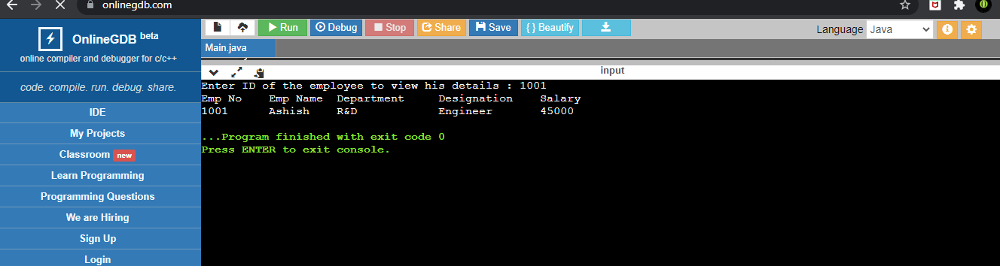 onlinegdb.com
OnlineGDB beta
online compiler and debugger for c/c++
code. compile. run. debug. share.
IDE
My Projects
Classroom new
Learn Programming
Programming Questions
We are Hiring
Sign Up
Login
Run Debug Stop Share Save { } Beautify
Language Java
Main.java
input
Enter ID of the employee to view his details : 1001
Emp No Emp Name Department Designation Salary
1001 Ashish R&D Engineer 45000
...Program finished with exit code 0
Press ENTER to exit console.